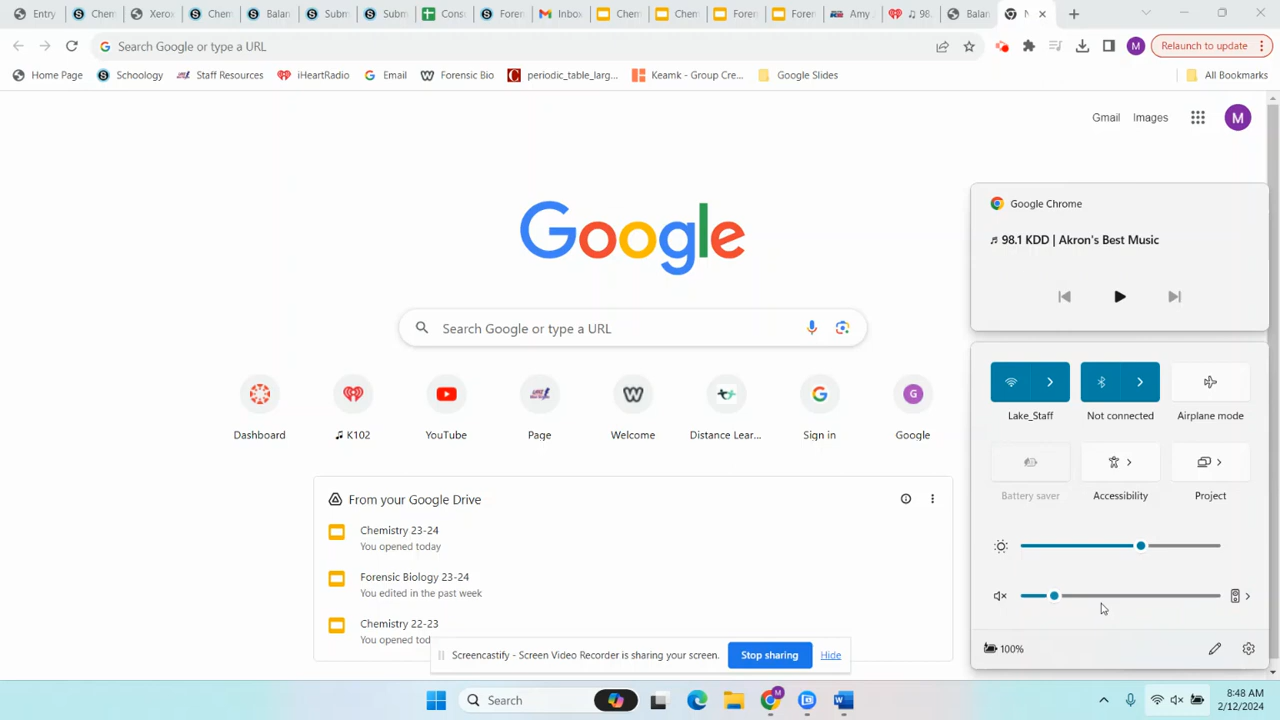 Entry
Chem
Xerox
Chem
Balan
Subm
Subm
Cons
Foren
Inbox
Chem
Chem
Foren
Foren
Amy
♫ 98.
Balan
N
Search Google or type a URL
M
Relaunch to update
Home Page
Schoology
Staff Resources
iHeartRadio
Email
Forensic Bio
periodic_table_larg...
Keamk - Group Cre...
Google Slides
All Bookmarks
Gmail
Images
M
Google
Search Google or type a URL
Dashboard
♫ K102
YouTube
Page
Welcome
Distance Lear...
Sign in
G
Google
From your Google Drive
Chemistry 23-24
You opened today
Forensic Biology 23-24
You edited in the past week
Chemistry 22-23
You opened tod
Screencastify - Screen Video Recorder is sharing your screen.
Stop sharing
Hide
Google Chrome
♬ 98.1 KDD | Akron's Best Music
Lake_Staff
Not connected
Airplane mode
Battery saver
Accessibility
Project
100%
Search
8:48 AM
2/12/2024